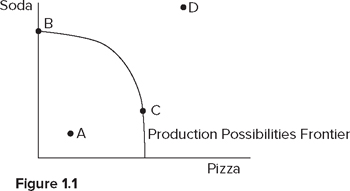 Soda
B
D
C
A
Production Possibilities Frontier
Pizza
Figure 1.1